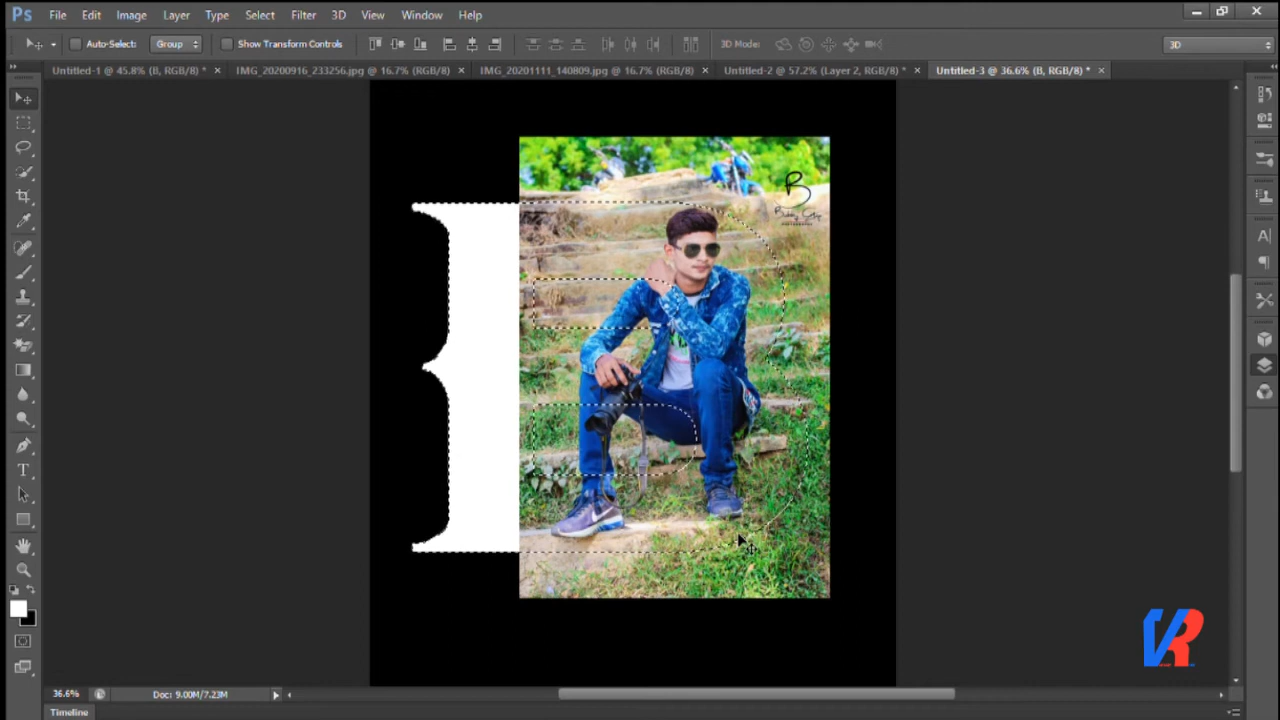 Ps File Edit Image Layer Type Select Filter 3D View Window Help
Auto-Select: Group Show Transform Controls 3D Mode: 3D
Untitled-1 @ 45.8% (B, RGB/8) * × IMG_20200916_233256.jpg @ 16.7% (RGB/8) × IMG_20201111_140809.jpg @ 16.7% (RGB/8) × Untitled-2 @ 57.2% (Layer 2, RGB/8) * × Untitled-3 @ 36.6% (B, RGB/8) * ×
B
36.6% Doc: 9.00M/7.23M
Timeline
VR